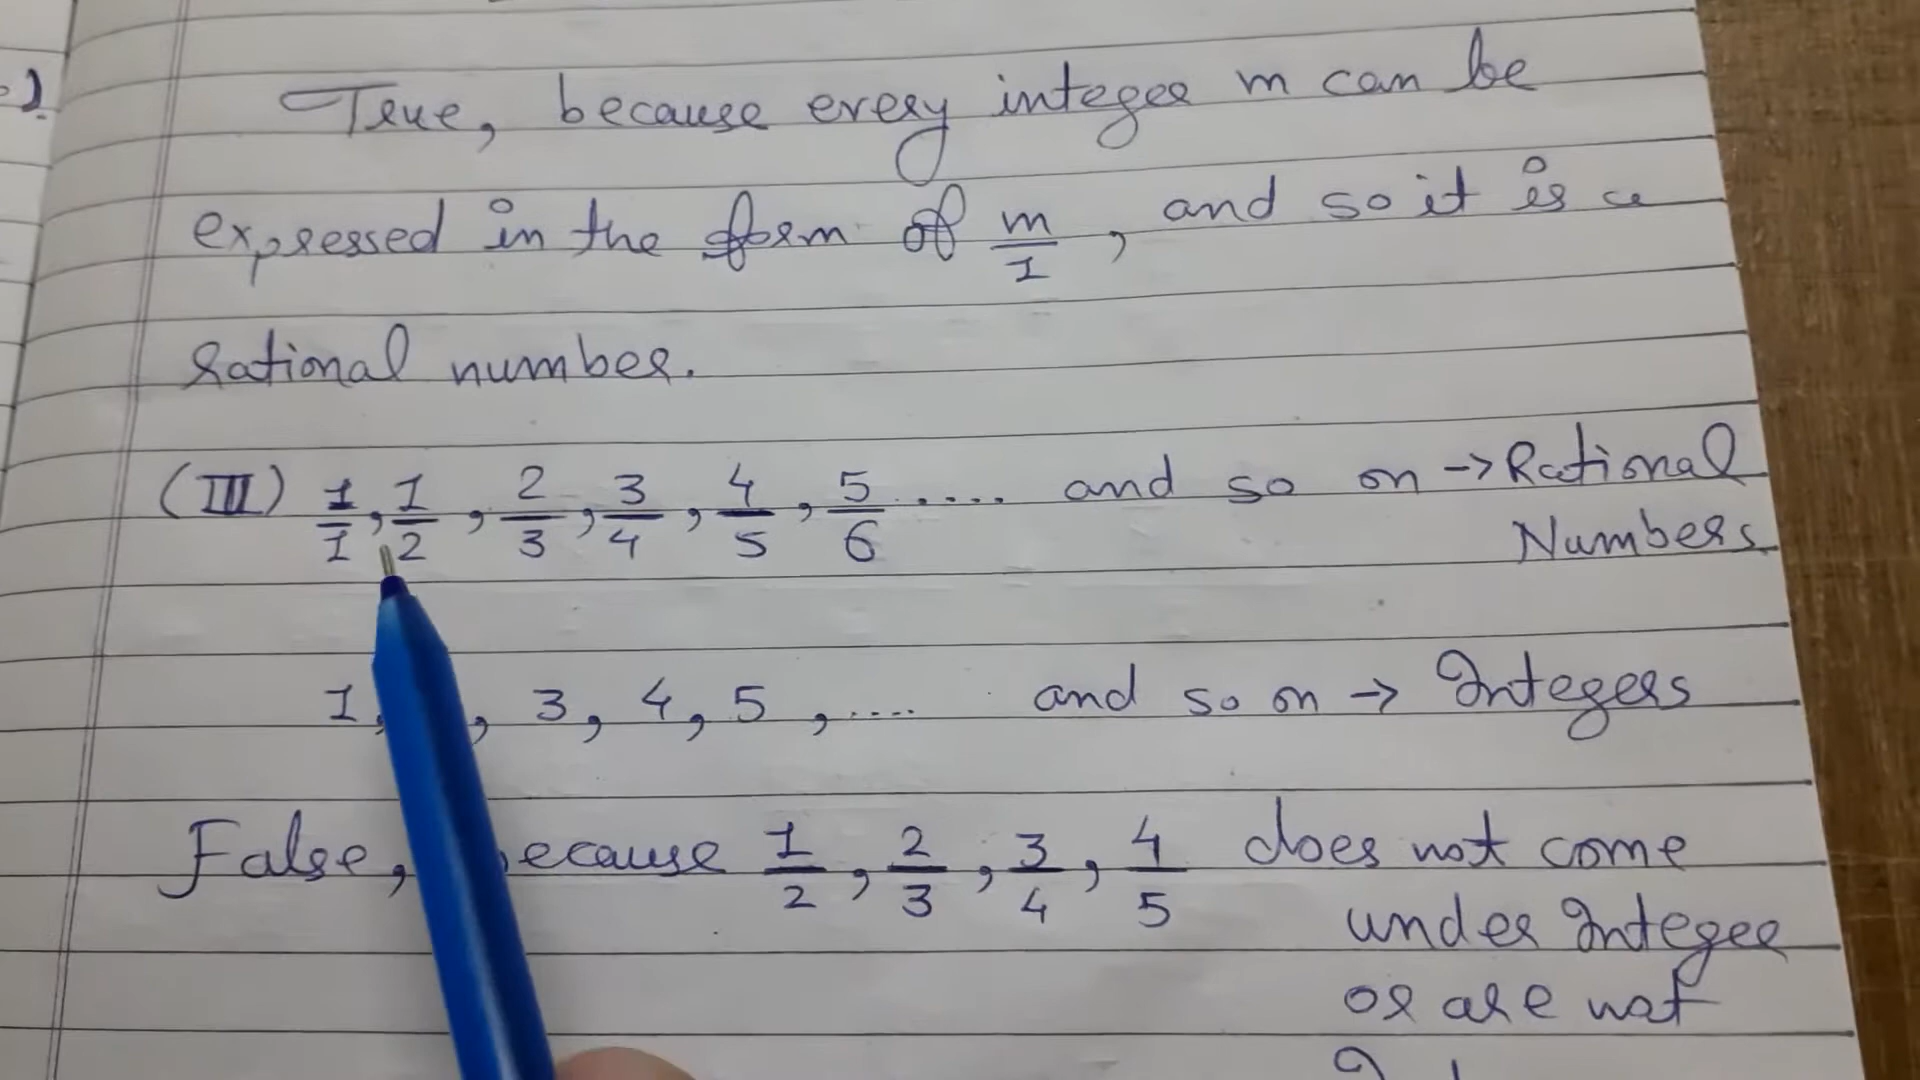 True, because every integer m can be
expressed in the form of m/1, and so it is a
rational number.
(III) 1/1, 1/2, 2/3, 3/4, 4/5, 5/6 .... and so on -> Rational
Numbers
1, , 3, 4, 5, .... and so on -> Integers
False, because 1/2, 2/3, 3/4, 4/5 does not come
under Integer
or are not